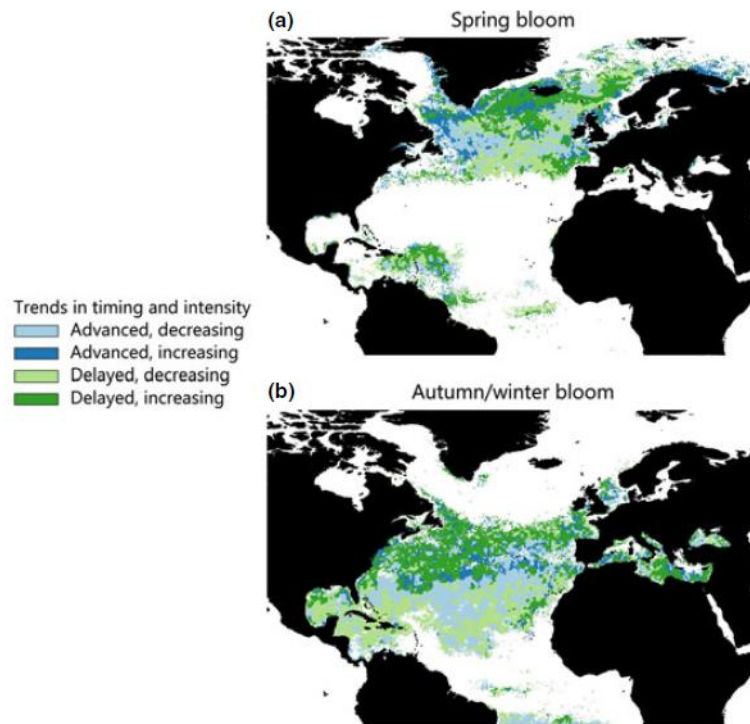 (a) Spring bloom
Trends in timing and intensity
Advanced, decreasing
Advanced, increasing
Delayed, decreasing
Delayed, increasing
(b) Autumn/winter bloom